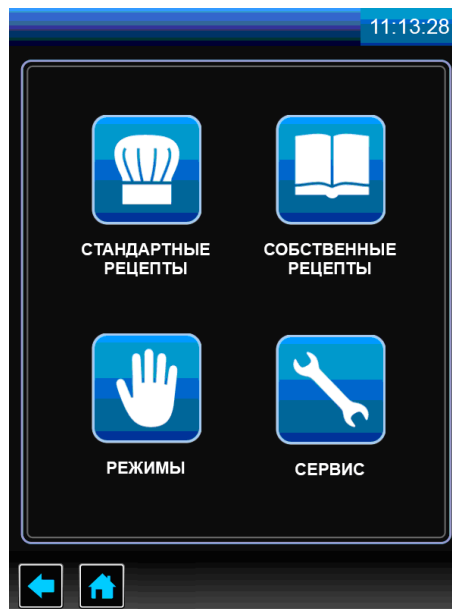 11:13:28
СТАНДАРТНЫЕ
РЕЦЕПТЫ
СОБСТВЕННЫЕ
РЕЦЕПТЫ
РЕЖИМЫ
СЕРВИС